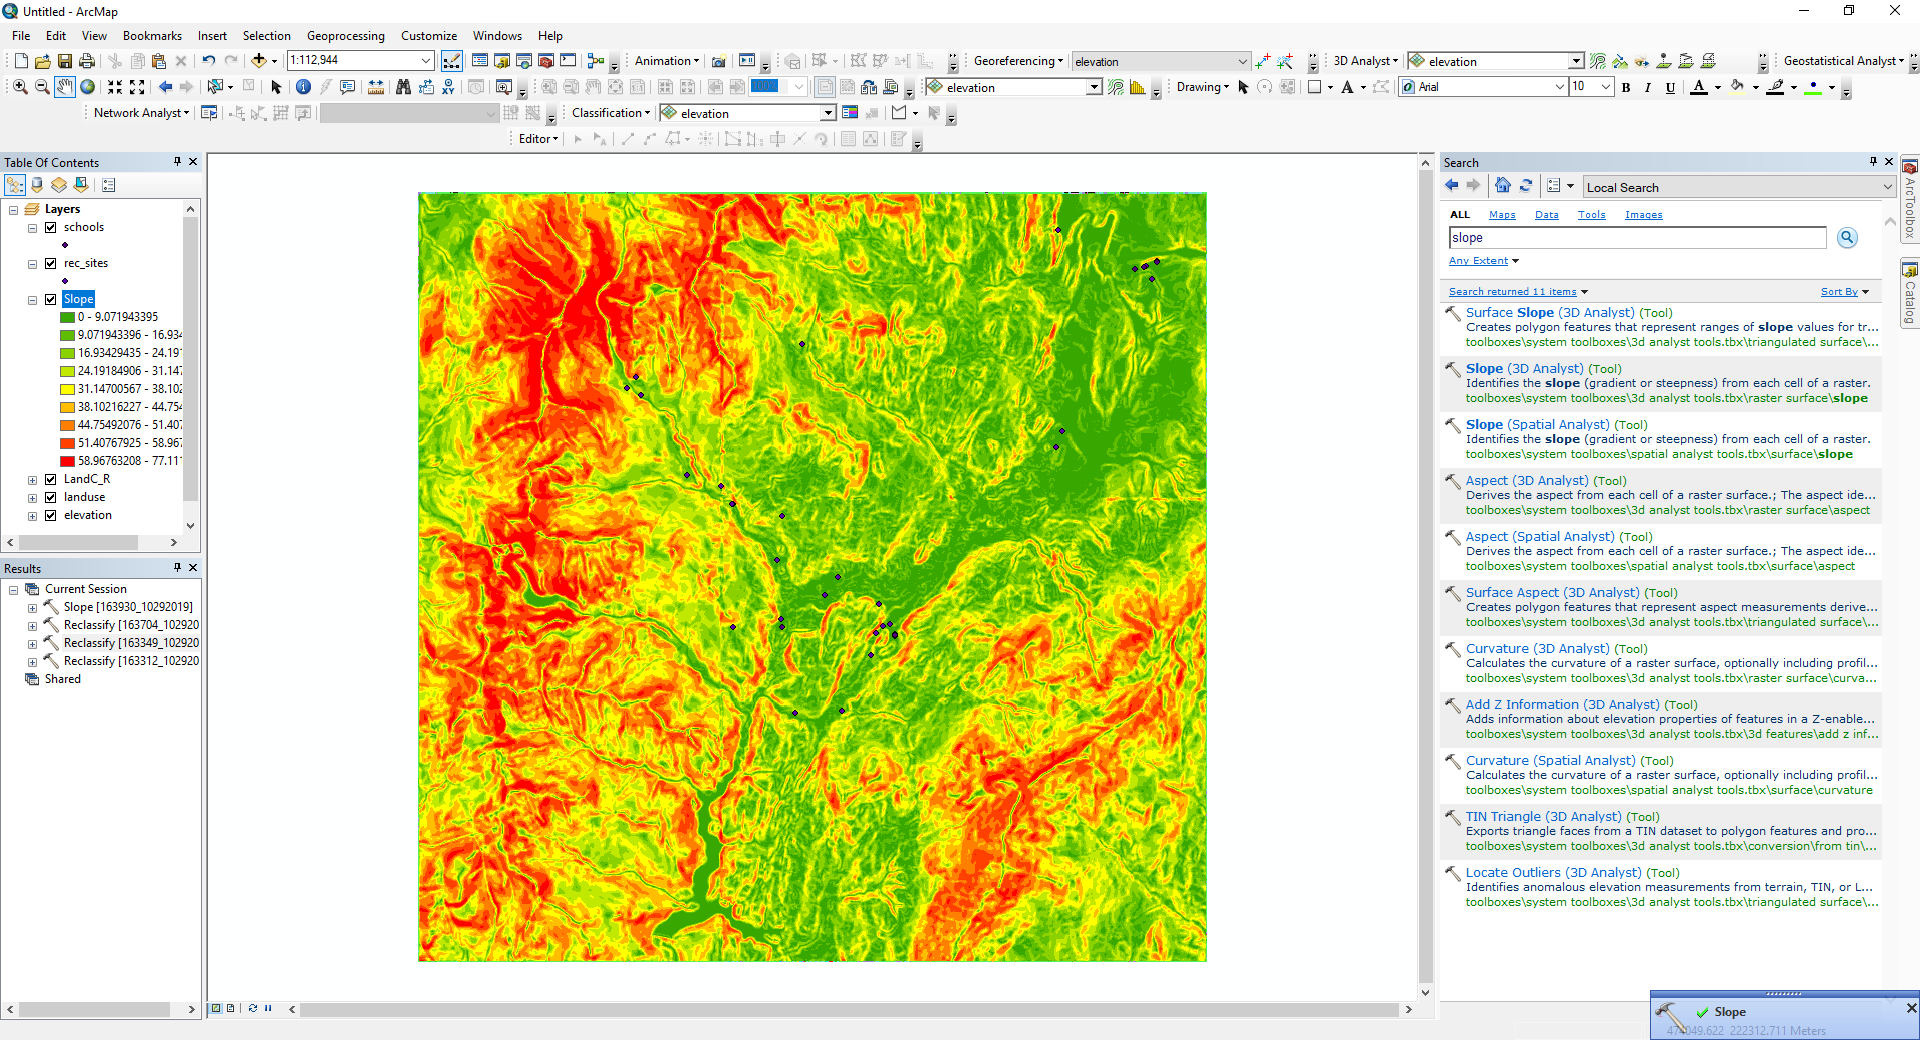 Untitled - ArcMap
File Edit View Bookmarks Insert Selection Geoprocessing Customize Windows Help
1:112,944
Animation
Georeferencing
elevation
3D Analyst
elevation
Geostatistical Analyst
100%
elevation
Drawing
A
Arial
10
B I U A
Network Analyst
Classification
elevation
Editor
Table Of Contents
Layers
schools
rec_sites
Slope
0 - 9.071943395
9.071943396 - 16.934
16.93429435 - 24.191
24.19184906 - 31.147
31.14700567 - 38.102
38.10216227 - 44.754
44.75492076 - 51.407
51.40767925 - 58.967
58.96763208 - 77.111
LandC_R
landuse
elevation
Results
Current Session
Slope [163930_10292019]
Reclassify [163704_102920
Reclassify [163349_102920
Reclassify [163312_102920
Shared
Search
Local Search
ALL Maps Data Tools Images
slope
Any Extent
Search returned 11 items
Sort By
Surface Slope (3D Analyst) (Tool)
Creates polygon features that represent ranges of slope values for tr...
toolboxes\system toolboxes\3d analyst tools.tbx\triangulated surface\...
Slope (3D Analyst) (Tool)
Identifies the slope (gradient or steepness) from each cell of a raster.
toolboxes\system toolboxes\3d analyst tools.tbx\raster surface\slope
Slope (Spatial Analyst) (Tool)
Identifies the slope (gradient or steepness) from each cell of a raster.
toolboxes\system toolboxes\spatial analyst tools.tbx\surface\slope
Aspect (3D Analyst) (Tool)
Derives the aspect from each cell of a raster surface.; The aspect ide...
toolboxes\system toolboxes\3d analyst tools.tbx\raster surface\aspect
Aspect (Spatial Analyst) (Tool)
Derives the aspect from each cell of a raster surface.; The aspect ide...
toolboxes\system toolboxes\spatial analyst tools.tbx\surface\aspect
Surface Aspect (3D Analyst) (Tool)
Creates polygon features that represent aspect measurements derive...
toolboxes\system toolboxes\3d analyst tools.tbx\triangulated surface\...
Curvature (3D Analyst) (Tool)
Calculates the curvature of a raster surface, optionally including profil...
toolboxes\system toolboxes\3d analyst tools.tbx\raster surface\curva...
Add Z Information (3D Analyst) (Tool)
Adds information about elevation properties of features in a Z-enable...
toolboxes\system toolboxes\3d analyst tools.tbx\3d features\add z inf...
Curvature (Spatial Analyst) (Tool)
Calculates the curvature of a raster surface, optionally including profil...
toolboxes\system toolboxes\spatial analyst tools.tbx\surface\curvature
TIN Triangle (3D Analyst) (Tool)
Exports triangle faces from a TIN dataset to polygon features and pro...
toolboxes\system toolboxes\3d analyst tools.tbx\conversion\from tin\...
Locate Outliers (3D Analyst) (Tool)
Identifies anomalous elevation measurements from terrain, TIN, or L...
toolboxes\system toolboxes\3d analyst tools.tbx\triangulated surface\...
ArcToolbox
Catalog
Slope
474049.622 222312.711 Meters